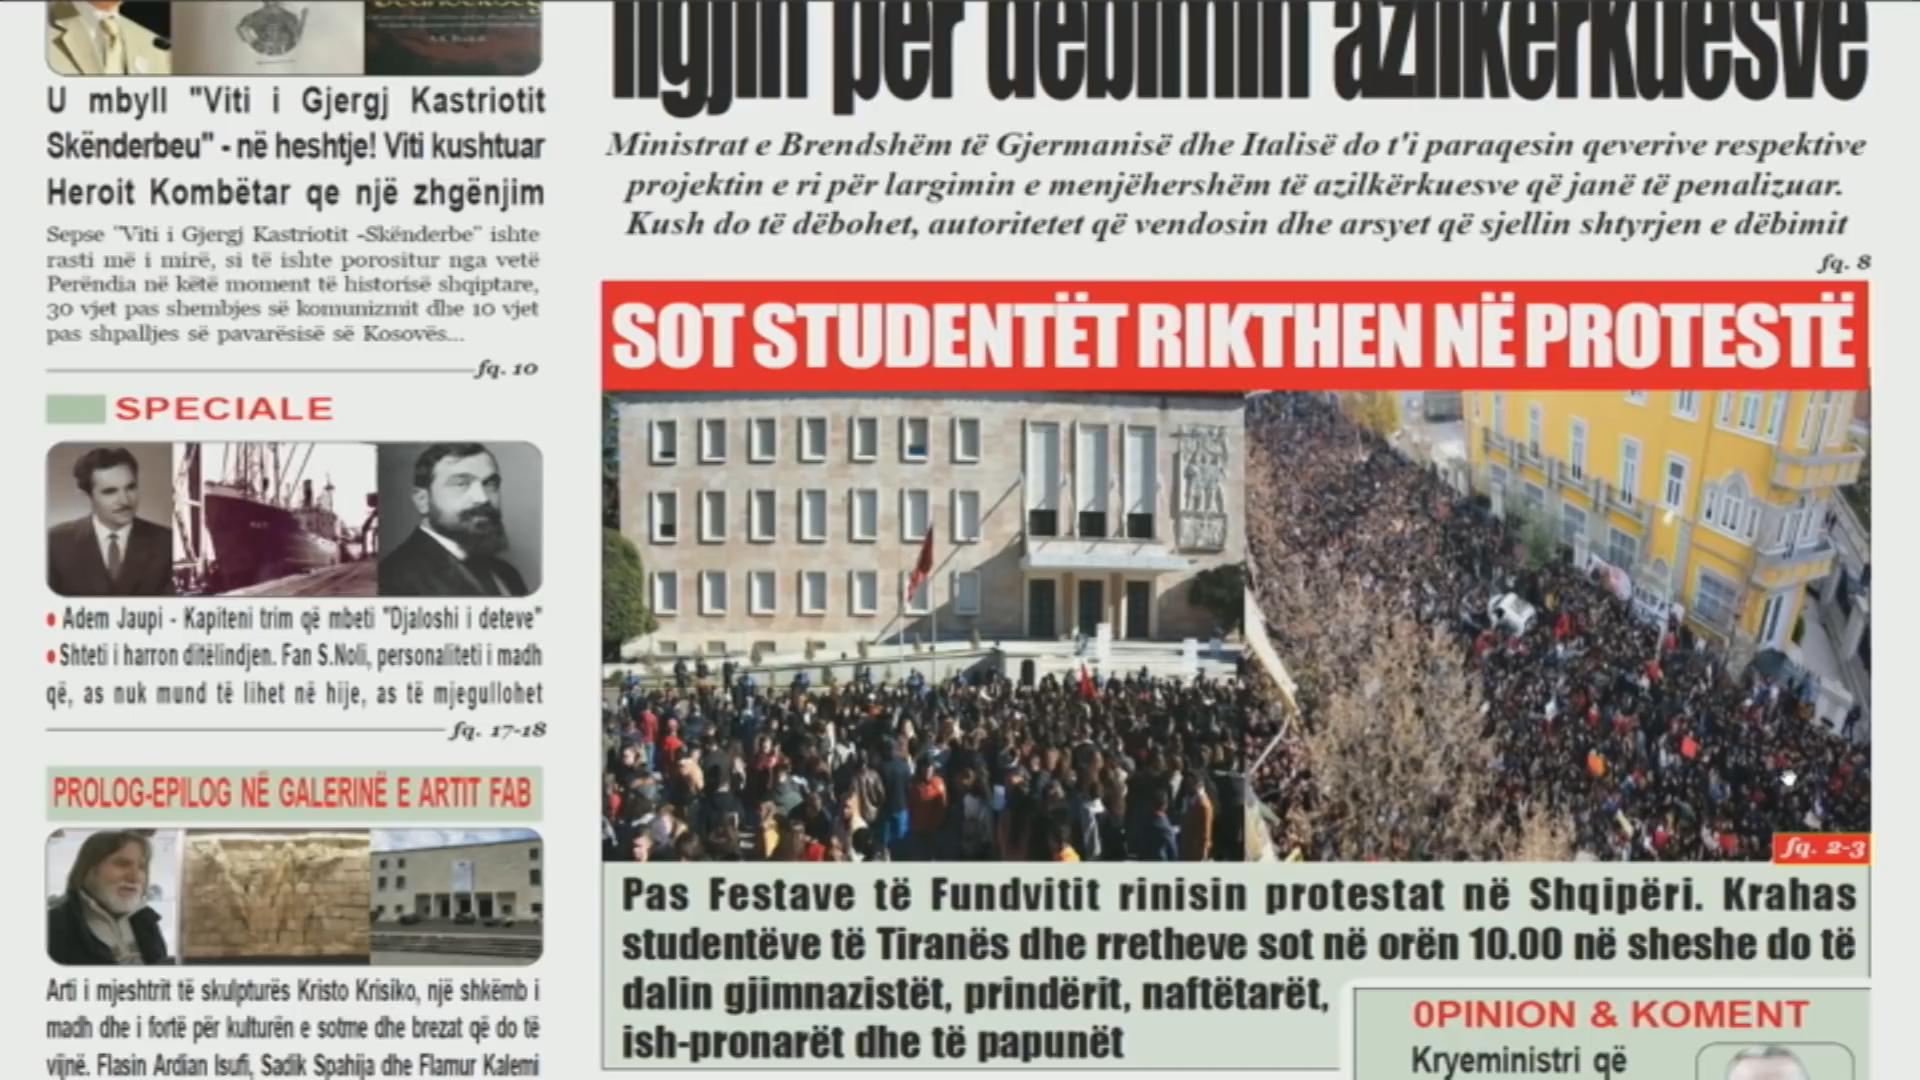 U mbyll "Viti i Gjergj Kastriotit
Skënderbeu" - në heshtje! Viti kushtuar
Heroit Kombëtar qe një zhgënjim
Sepse "Viti i Gjergj Kastriotit -Skënderbe" ishte
rasti më i mirë, si të ishte porositur nga vetë
Perëndia në këtë moment të historisë shqiptare,
30 vjet pas shembjes së komunizmit dhe 10 vjet
pas shpalljes së pavarësisë së Kosovës...
fq. 10
SPECIALE
• Adem Jaupi - Kapiteni trim që mbeti "Djaloshi i deteve"
• Shteti i harron ditëlindjen. Fan S.Noli, personaliteti i madh
që, as nuk mund të lihet në hije, as të mjegullohet
fq. 17-18
PROLOG-EPILOG NË GALERINË E ARTIT FAB
Arti i mjeshtrit të skulpturës Kristo Krisiko, një shkëmb i
madh dhe i fortë për kulturën e sotme dhe brezat që do të
vijnë. Flasin Ardian Isufi, Sadik Spahija dhe Flamur Kalemi
ligjin për dëbimin azilkërkuesve
Ministrat e Brendshëm të Gjermanisë dhe Italisë do t'i paraqesin qeverive respektive
projektin e ri për largimin e menjëhershëm të azilkërkuesve që janë të penalizuar.
Kush do të dëbohet, autoritetet që vendosin dhe arsyet që sjellin shtyrjen e dëbimit
fq. 8
SOT STUDENTËT RIKTHEN NË PROTESTË
fq. 2-3
Pas Festave të Fundvitit rinisin protestat në Shqipëri. Krahas
studentëve të Tiranës dhe rretheve sot në orën 10.00 në sheshe do të
dalin gjimnazistët, prindërit, naftëtarët,
ish-pronarët dhe të papunët
OPINION & KOMENT
Kryeministri që